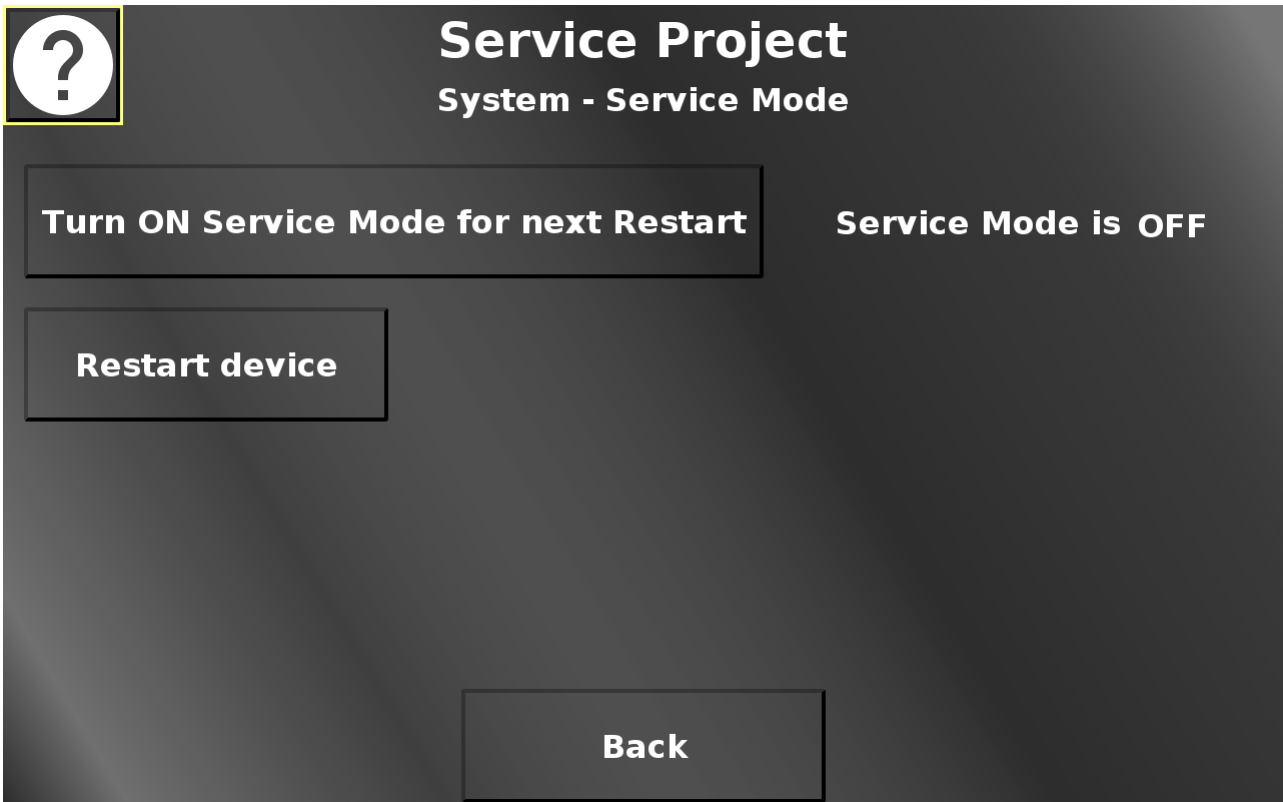 ?
Service Project
System - Service Mode
Turn ON Service Mode for next Restart
Service Mode is OFF
Restart device
Back